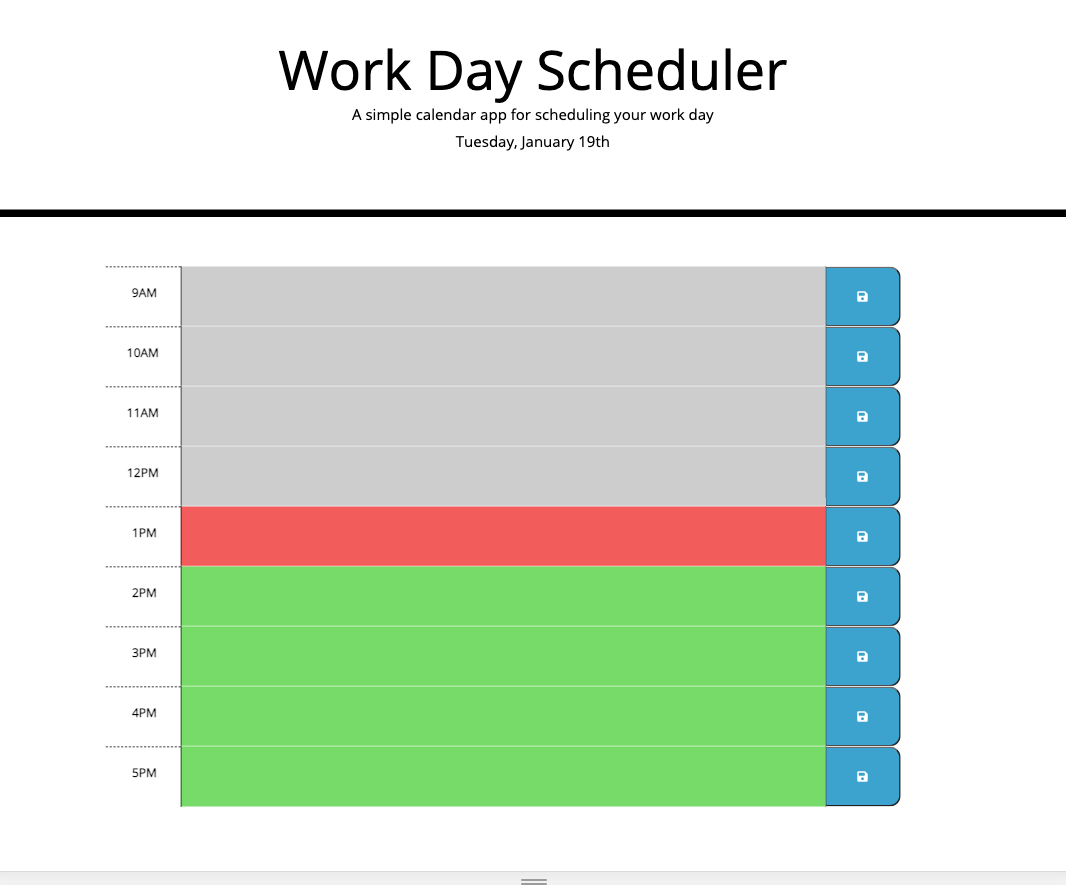 Work Day Scheduler
A simple calendar app for scheduling your work day
Tuesday, January 19th
9AM
10AM
11AM
12PM
1PM
2PM
3PM
4PM
5PM